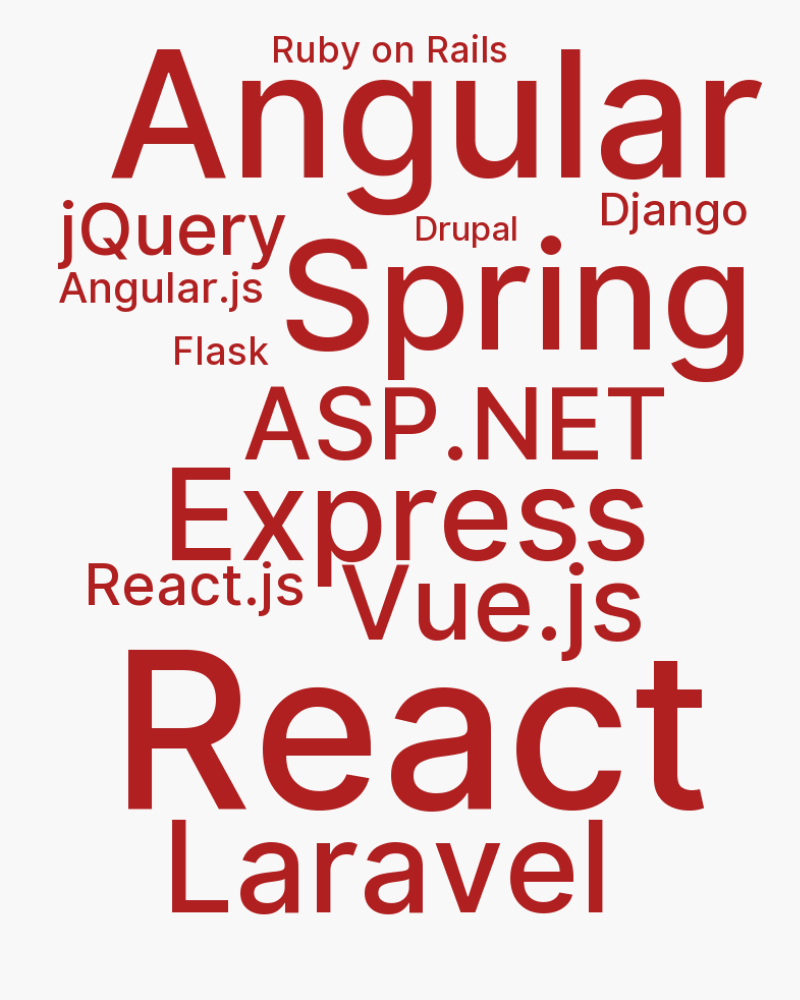 Ruby on Rails
Angular
jQuery
Django
Drupal
Spring
Angular.js
Flask
ASP.NET
Express
React.js
Vue.js
React
Laravel